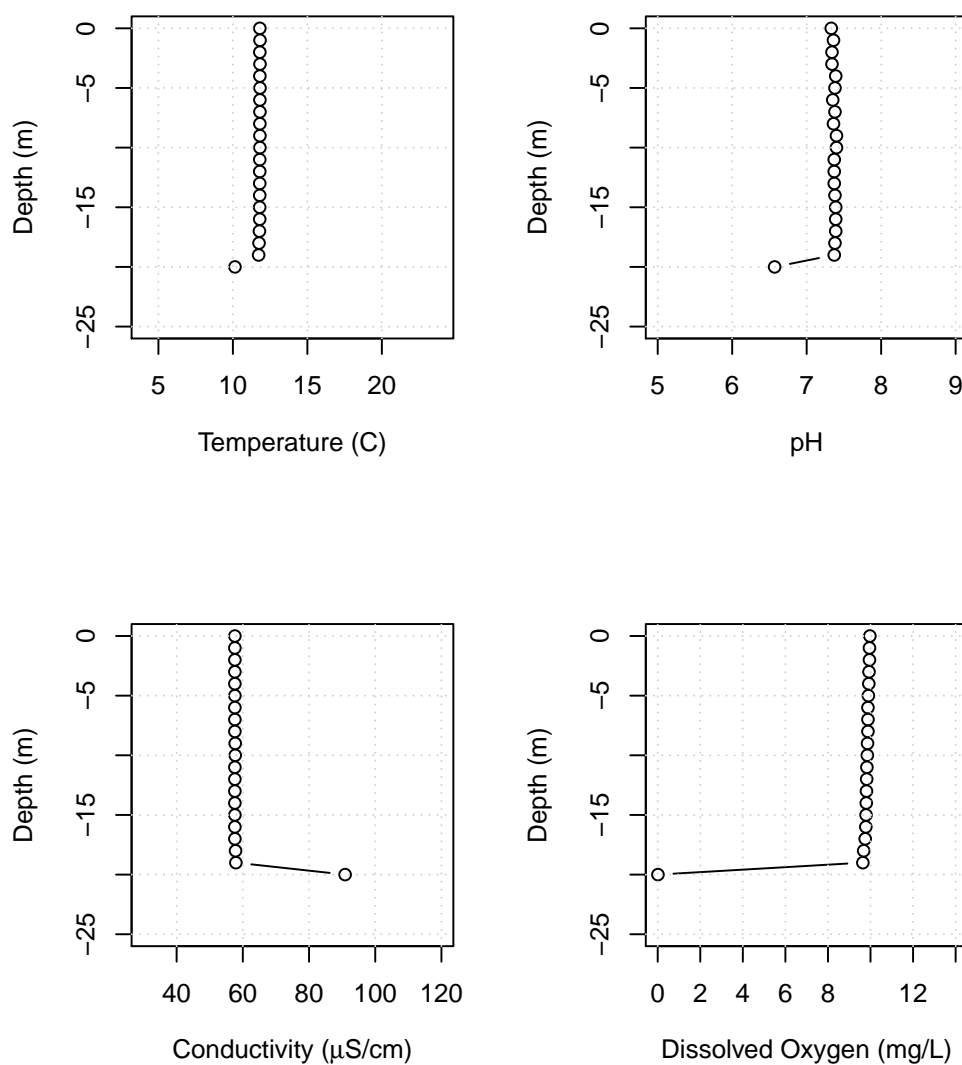 0
−5
−15
−25
Depth (m)
5 10 15 20
Temperature (C)
0
−5
−15
−25
Depth (m)
5 6 7 8 9
pH
0
−5
−15
−25
Depth (m)
40 60 80 100 120
Conductivity (µS/cm)
0
−5
−15
−25
Depth (m)
0 2 4 6 8 12
Dissolved Oxygen (mg/L)